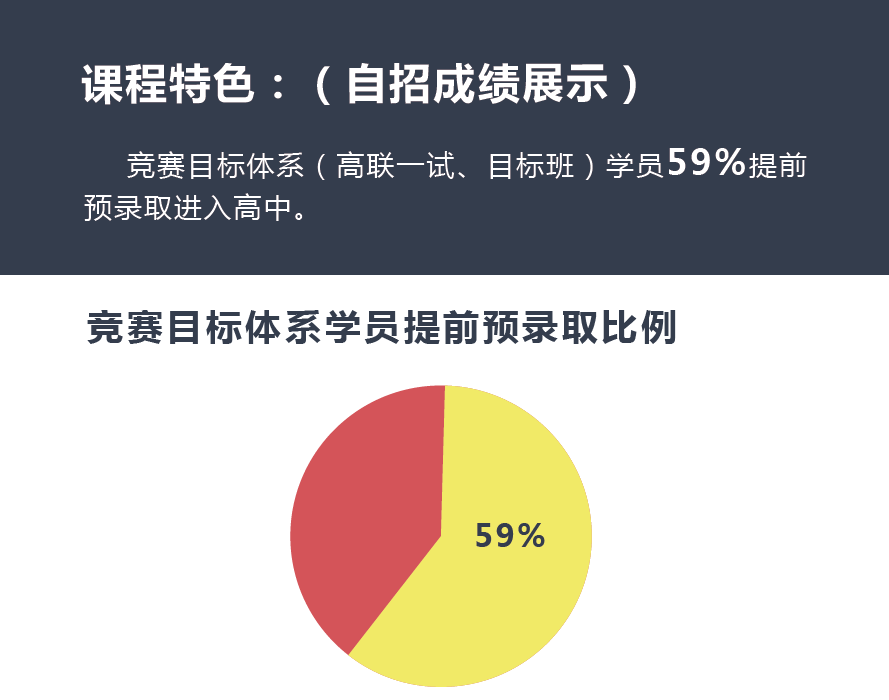 课程特色：（自招成绩展示）
竞赛目标体系（高联一试、目标班）学员59%提前
预录取进入高中。
竞赛目标体系学员提前预录取比例
59%